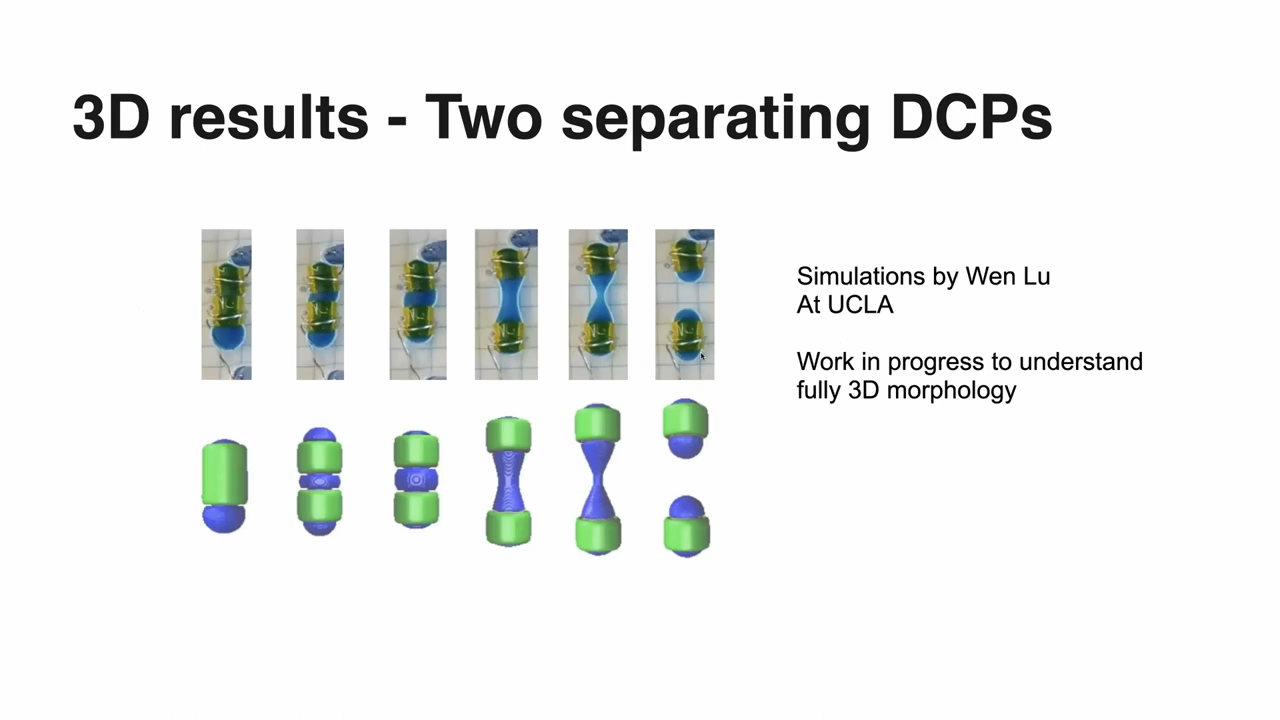 3D results - Two separating DCPs
Simulations by Wen Lu
At UCLA
Work in progress to understand
fully 3D morphology